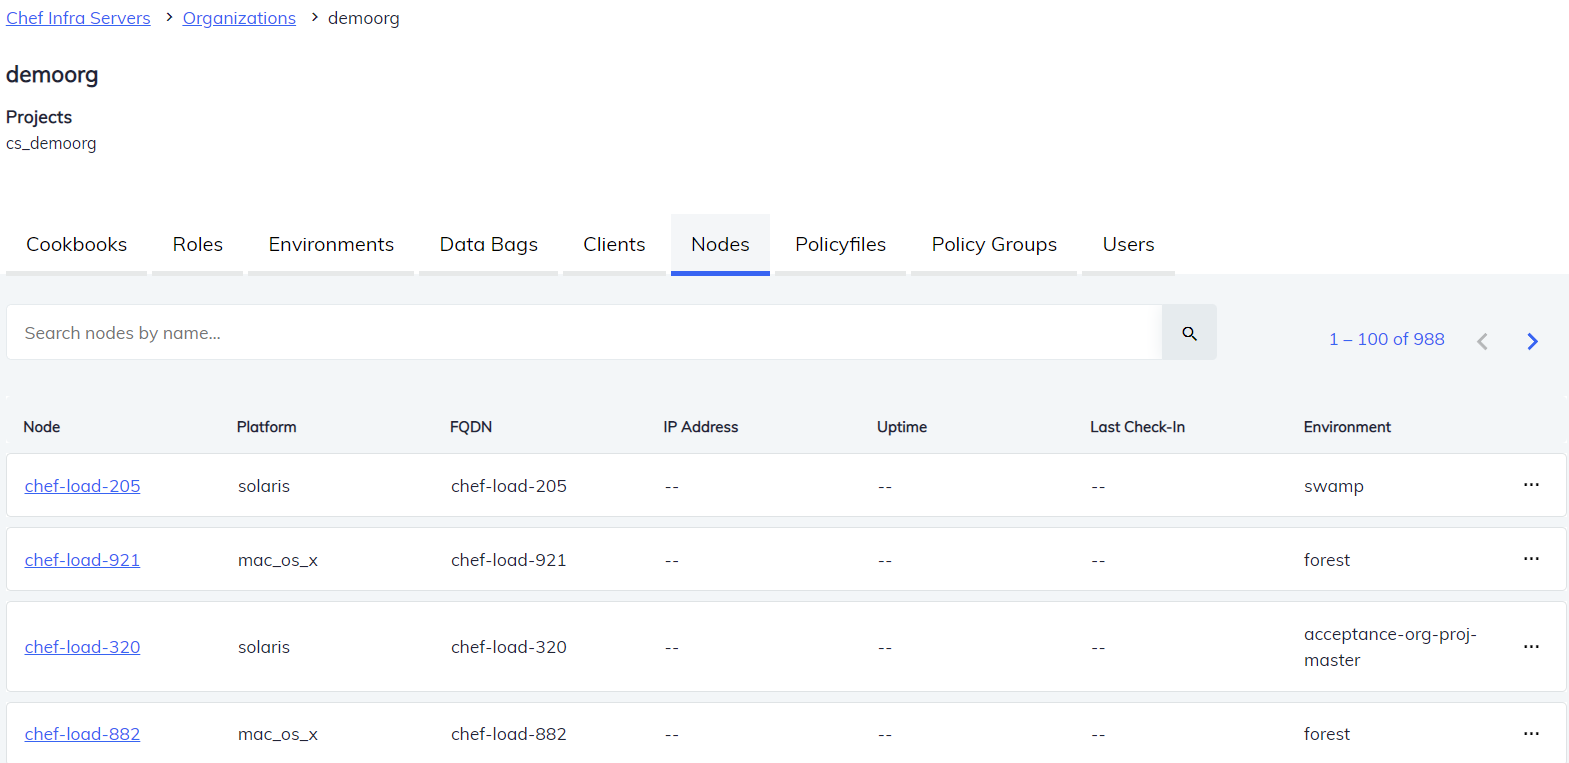 Chef Infra Servers > Organizations > demoorg
demoorg
Projects
cs_demoorg
Cookbooks Roles Environments Data Bags Clients Nodes Policyfiles Policy Groups Users
Search nodes by name...
1 – 100 of 988
Node Platform FQDN IP Address Uptime Last Check-In Environment
chef-load-205 solaris chef-load-205 -- -- -- swamp ...
chef-load-921 mac_os_x chef-load-921 -- -- -- forest ...
chef-load-320 solaris chef-load-320 -- -- -- acceptance-org-proj-
master ...
chef-load-882 mac_os_x chef-load-882 -- -- -- forest ...